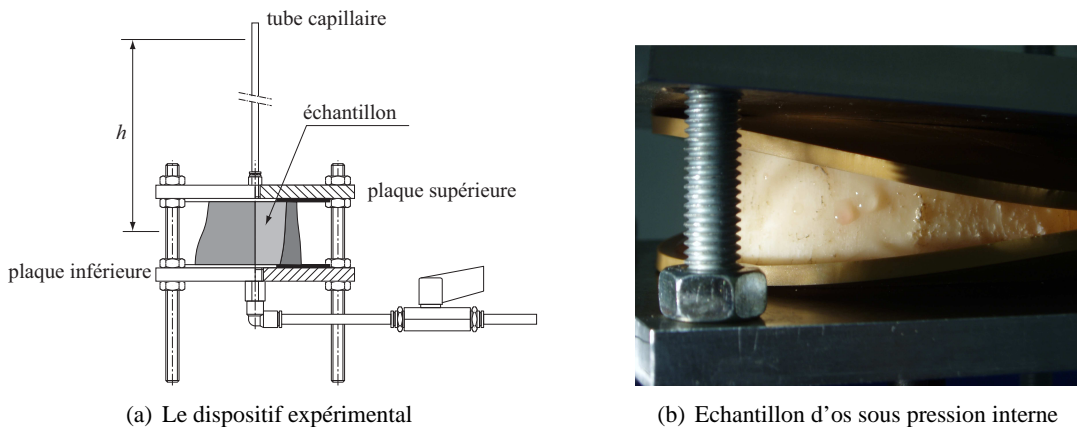 tube capillaire
h
échantillon
plaque supérieure
plaque inférieure
(a) Le dispositif expérimental
(b) Echantillon d'os sous pression interne